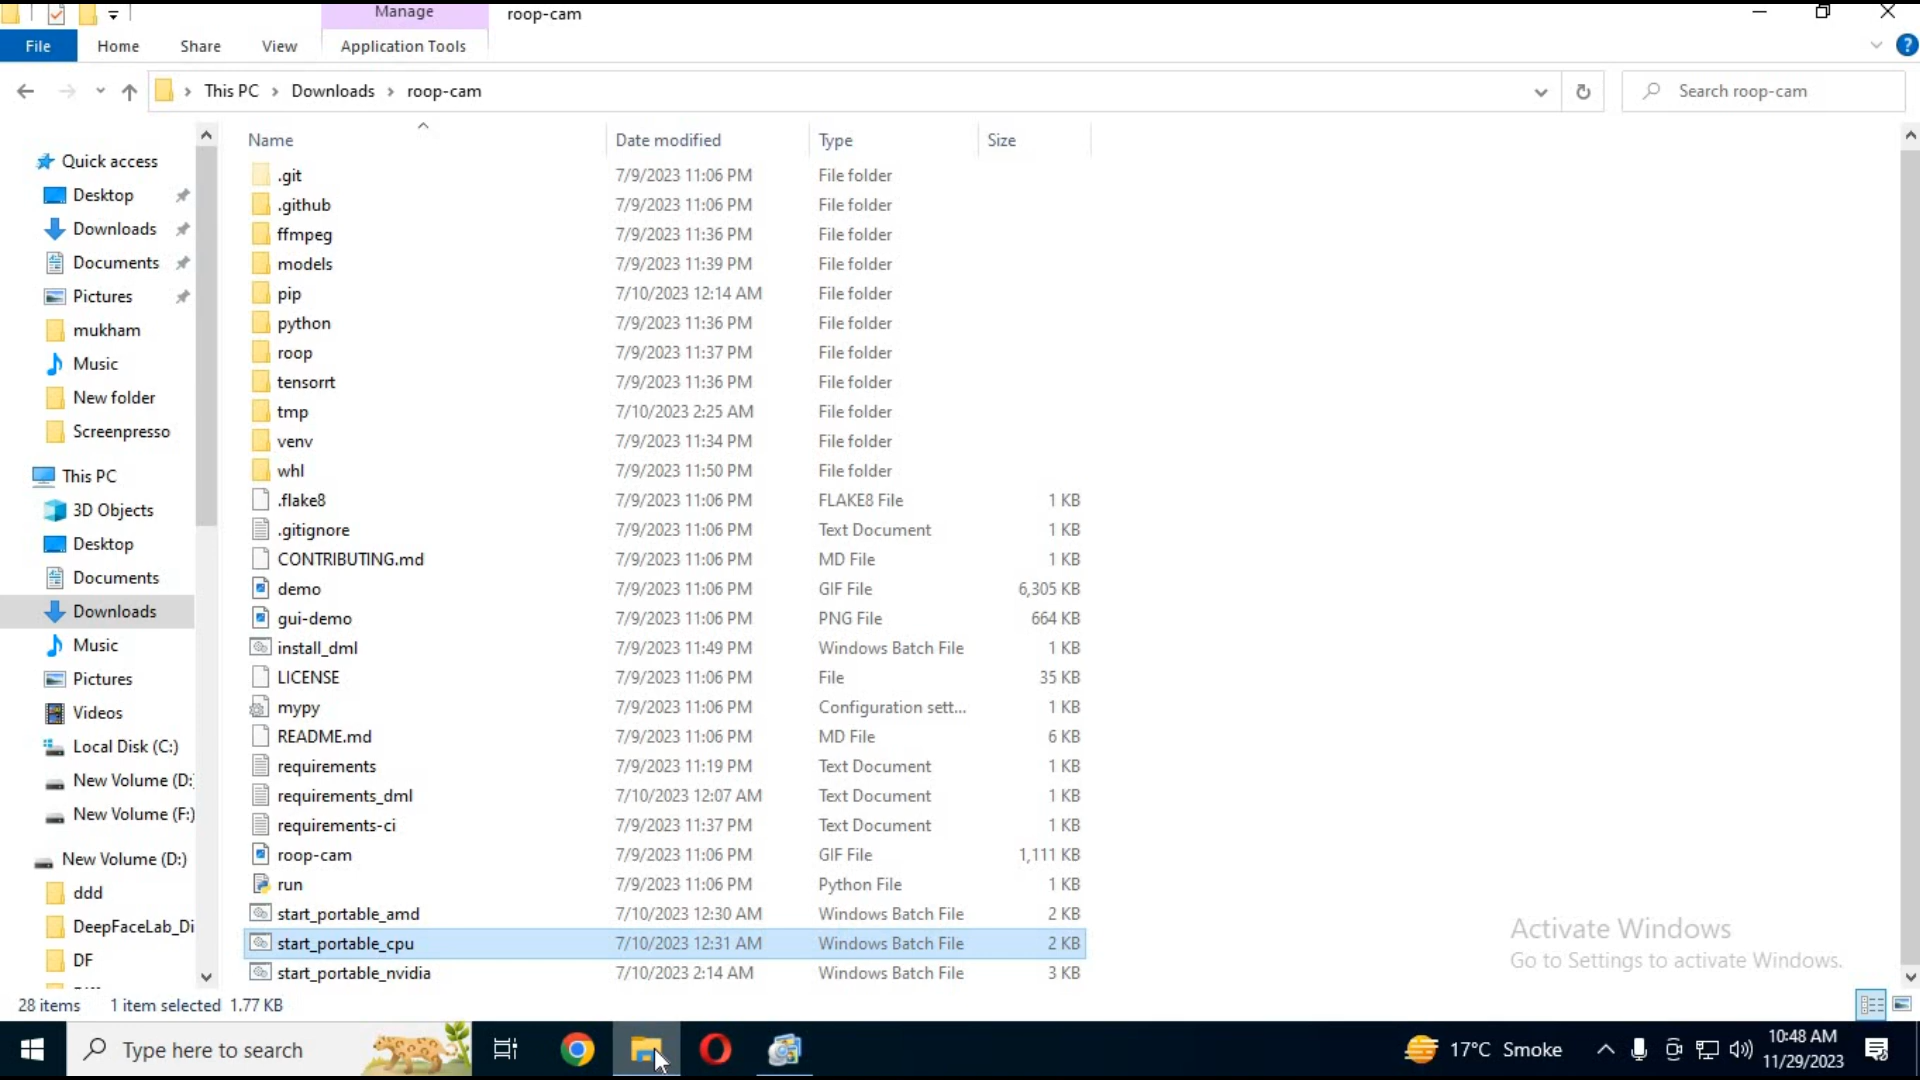 Manage
roop-cam
File
Home
Share
View
Application Tools
This PC
Downloads
roop-cam
Search roop-cam
Name
Date modified
Type
Size
Quick access
Desktop
Downloads
Documents
Pictures
mukham
Music
New folder
Screenpresso
This PC
3D Objects
Desktop
Documents
Downloads
Music
Pictures
Videos
Local Disk (C:)
New Volume (D:
New Volume (F:)
New Volume (D:)
ddd
DeepFaceLab_Di
DF
.git 7/9/2023 11:06 PM File folder
.github 7/9/2023 11:06 PM File folder
ffmpeg 7/9/2023 11:36 PM File folder
models 7/9/2023 11:39 PM File folder
pip 7/10/2023 12:14 AM File folder
python 7/9/2023 11:36 PM File folder
roop 7/9/2023 11:37 PM File folder
tensorrt 7/9/2023 11:36 PM File folder
tmp 7/10/2023 2:25 AM File folder
venv 7/9/2023 11:34 PM File folder
whl 7/9/2023 11:50 PM File folder
.flake8 7/9/2023 11:06 PM FLAKE8 File 1 KB
.gitignore 7/9/2023 11:06 PM Text Document 1 KB
CONTRIBUTING.md 7/9/2023 11:06 PM MD File 1 KB
demo 7/9/2023 11:06 PM GIF File 6,305 KB
gui-demo 7/9/2023 11:06 PM PNG File 664 KB
install_dml 7/9/2023 11:49 PM Windows Batch File 1 KB
LICENSE 7/9/2023 11:06 PM File 35 KB
mypy 7/9/2023 11:06 PM Configuration sett... 1 KB
README.md 7/9/2023 11:06 PM MD File 6 KB
requirements 7/9/2023 11:19 PM Text Document 1 KB
requirements_dml 7/10/2023 12:07 AM Text Document 1 KB
requirements-ci 7/9/2023 11:37 PM Text Document 1 KB
roop-cam 7/9/2023 11:06 PM GIF File 1,111 KB
run 7/9/2023 11:06 PM Python File 1 KB
start_portable_amd 7/10/2023 12:30 AM Windows Batch File 2 KB
start_portable_cpu 7/10/2023 12:31 AM Windows Batch File 2 KB
start_portable_nvidia 7/10/2023 2:14 AM Windows Batch File 3 KB
Activate Windows
Go to Settings to activate Windows.
28 items 1 item selected 1.77 KB
Type here to search
17°C Smoke
10:48 AM
11/29/2023